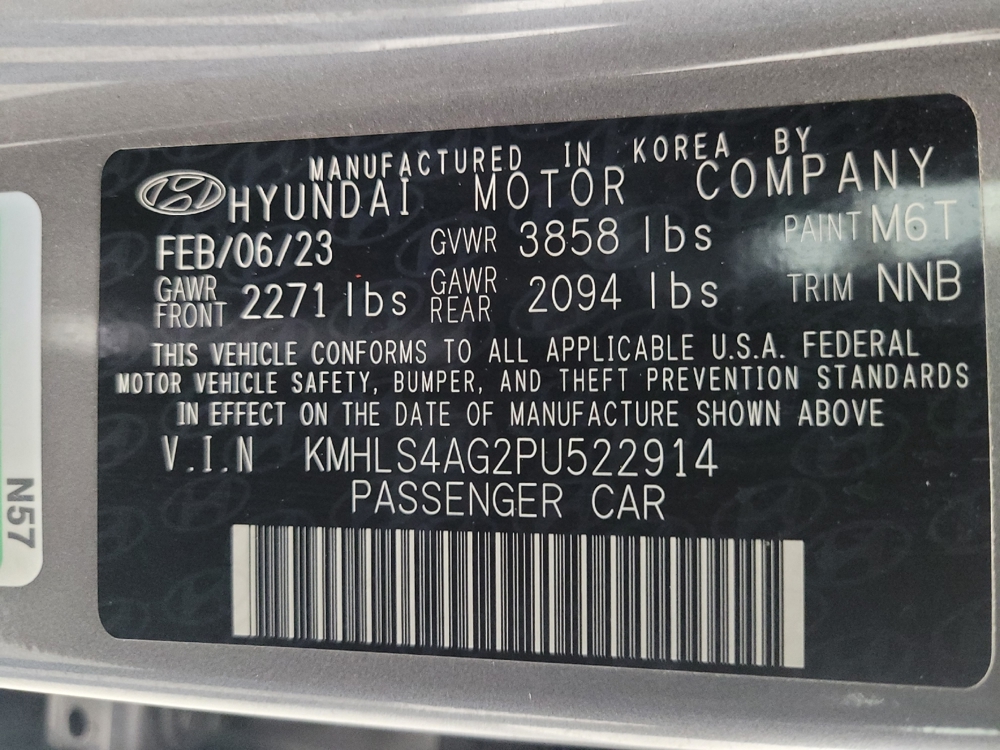 MANUFACTURED IN KOREA BY
HYUNDAI MOTOR COMPANY
FEB/06/23 GVWR 3858 lbs PAINT M6T
GAWR FRONT 2271 lbs GAWR REAR 2094 lbs TRIM NNB
THIS VEHICLE CONFORMS TO ALL APPLICABLE U.S.A. FEDERAL
MOTOR VEHICLE SAFETY, BUMPER, AND THEFT PREVENTION STANDARDS
IN EFFECT ON THE DATE OF MANUFACTURE SHOWN ABOVE
V.I.N KMHLS4AG2PU522914
PASSENGER CAR
N57